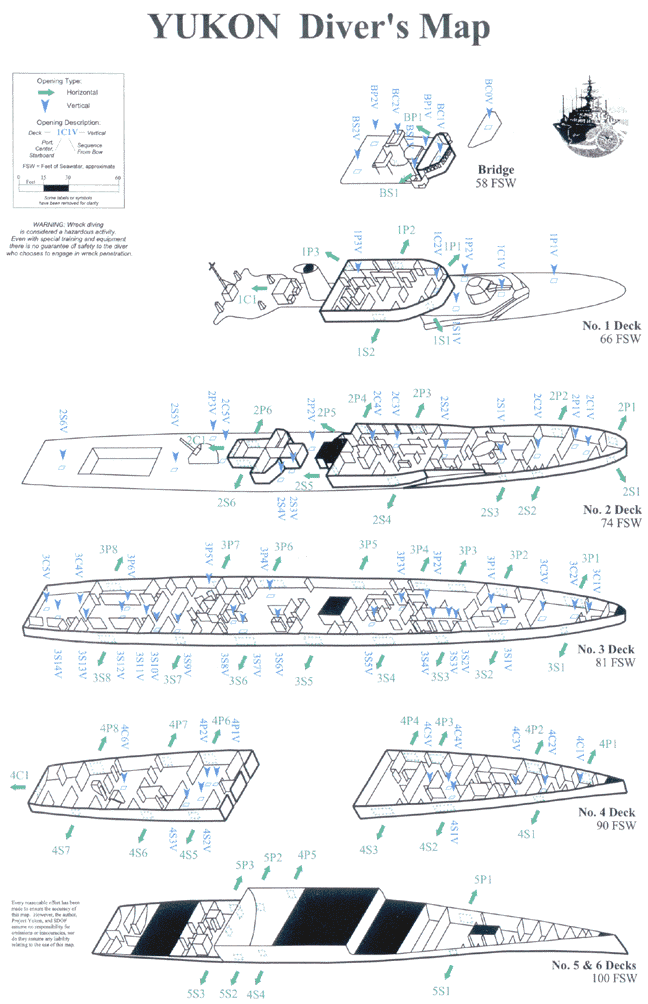 YUKON Diver's Map
Opening Type:
Horizontal
Vertical
Opening Description:
Deck 1C1V Vertical
Port, Center, Starboard
Sequence From Bow
FSW = Feet of Seawater, approximate
0 15 30 60
Feet
Some labels or symbols
have been removed for clarity
WARNING: Wreck diving
is considered a hazardous activity.
Even with special training and equipment
there is no guarantee of safety to the diver
who chooses to engage in wreck penetration.
BS2V BP2V BC2V BP1 BP1V BC1V BC0V
BS1
Bridge
58 FSW
1P3 1P3V 1P2 1C2V 1P1 1P2V 1C1V 1P1V
1C1
1S2 1S1 1S1V
No. 1 Deck
66 FSW
2S6V 2S5V 2P3V 2C5V 2P6 2P2V 2P5 2P4 2C4V 2C3V 2P3 2S2V 2S1V 2C2V 2P2 2P1V 2C1V 2P1
2C1
2S6 2S4V 2S3V 2S5 2S4 2S3 2S2 2S1
No. 2 Deck
74 FSW
3C5V 3C4V 3P8 3P6V 3P5V 3P7 3P4V 3P6 3P5 3P3V 3P4 3P2V 3P3 3P1V 3P2 3C3V 3C2V 3P1 3C1V
3S14V 3S13V 3S8 3S12V 3S11V 3S10V 3S7 3S9V 3S8V 3S6 3S7V 3S6V 3S5 3S5V 3S4 3S4V 3S3 3S3V 3S2V 3S2 3S1V 3S1
No. 3 Deck
81 FSW
4P8 4C6V 4P7 4P2V 4P6 4P1V
4C1
4S7 4S6 4S3V 4S5 4S2V
4P4 4C5V 4P3 4C4V 4C3V 4P2 4C2V 4C1V 4P1
4S3 4S2 4S1V 4S1
No. 4 Deck
90 FSW
Every reasonable effort has been
made to ensure the accuracy of
this map. However, the author,
Project Yukon, and SDOF
assume no responsibility for
omissions or inaccuracies, nor
do they assume any liability
relating to the use of this map.
5P3 5P2 4P5 5P1
5S3 5S2 4S4 5S1
No. 5 & 6 Decks
100 FSW